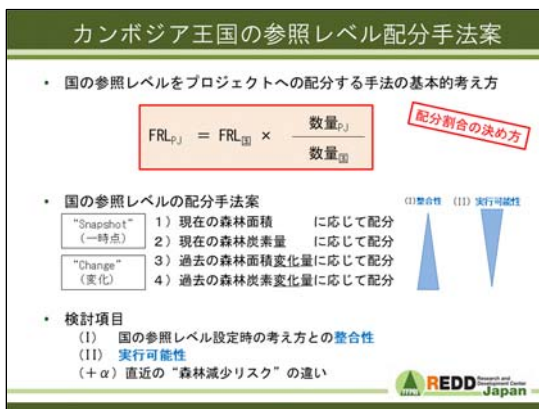 カンボジア王国の参照レベル配分手法案
• 国の参照レベルをプロジェクトへの配分する手法の基本的考え方
FRL_PJ = FRL_国 × 数量_PJ / 数量_国
配分割合の決め方
• 国の参照レベルの配分手法案
(I)整合性 (II) 実行可能性
"Snapshot"
(一時点)
1）現在の森林面積 に応じて配分
2）現在の森林炭素量 に応じて配分
"Change"
(変化)
3）過去の森林面積変化量に応じて配分
4）過去の森林炭素変化量に応じて配分
• 検討項目
(I) 国の参照レベル設定時の考え方との整合性
(II) 実行可能性
(＋α) 直近の“森林減少リスク”の違い
REDD Research and Development Center
Japan